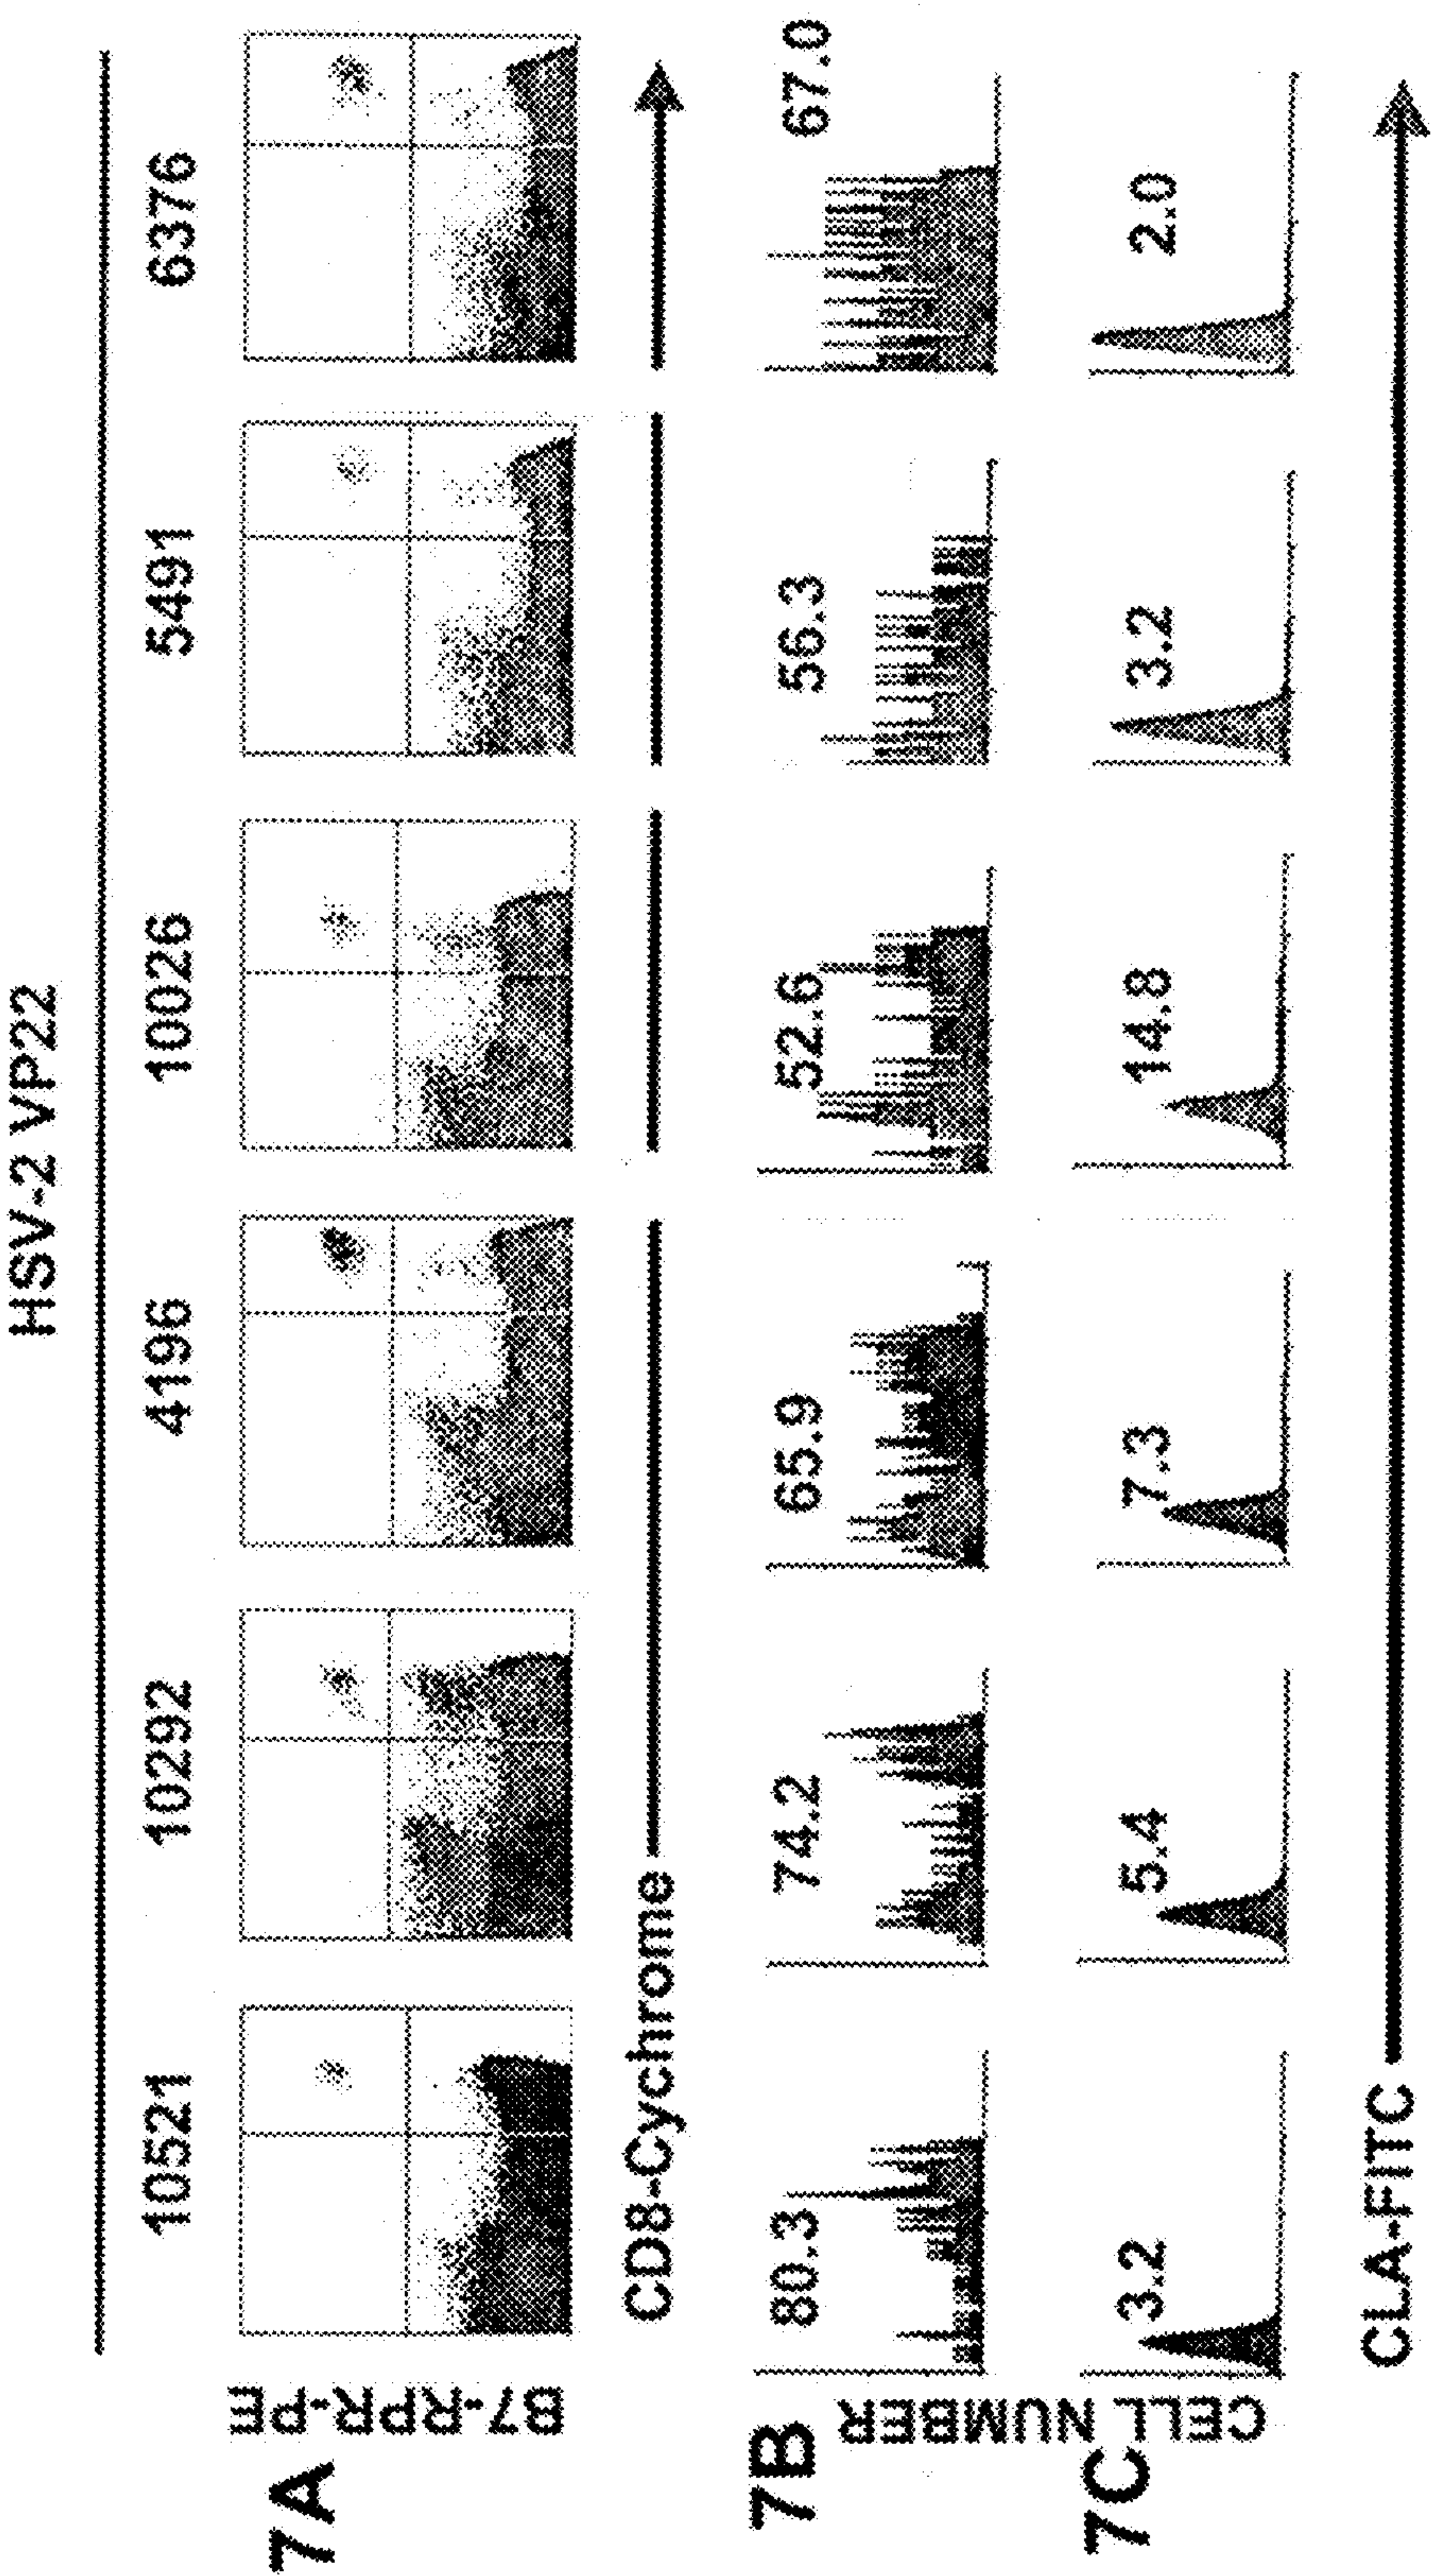 HSV-2 VP22
10521 10292 4196 10026 5491 6376
7A
B7-RPR-PE
CD8-Cychrome
7B
80.3 74.2 65.9 52.6 56.3 67.0
CELL NUMBER
7C
3.2 5.4 7.3 14.8 3.2 2.0
CLA-FITC